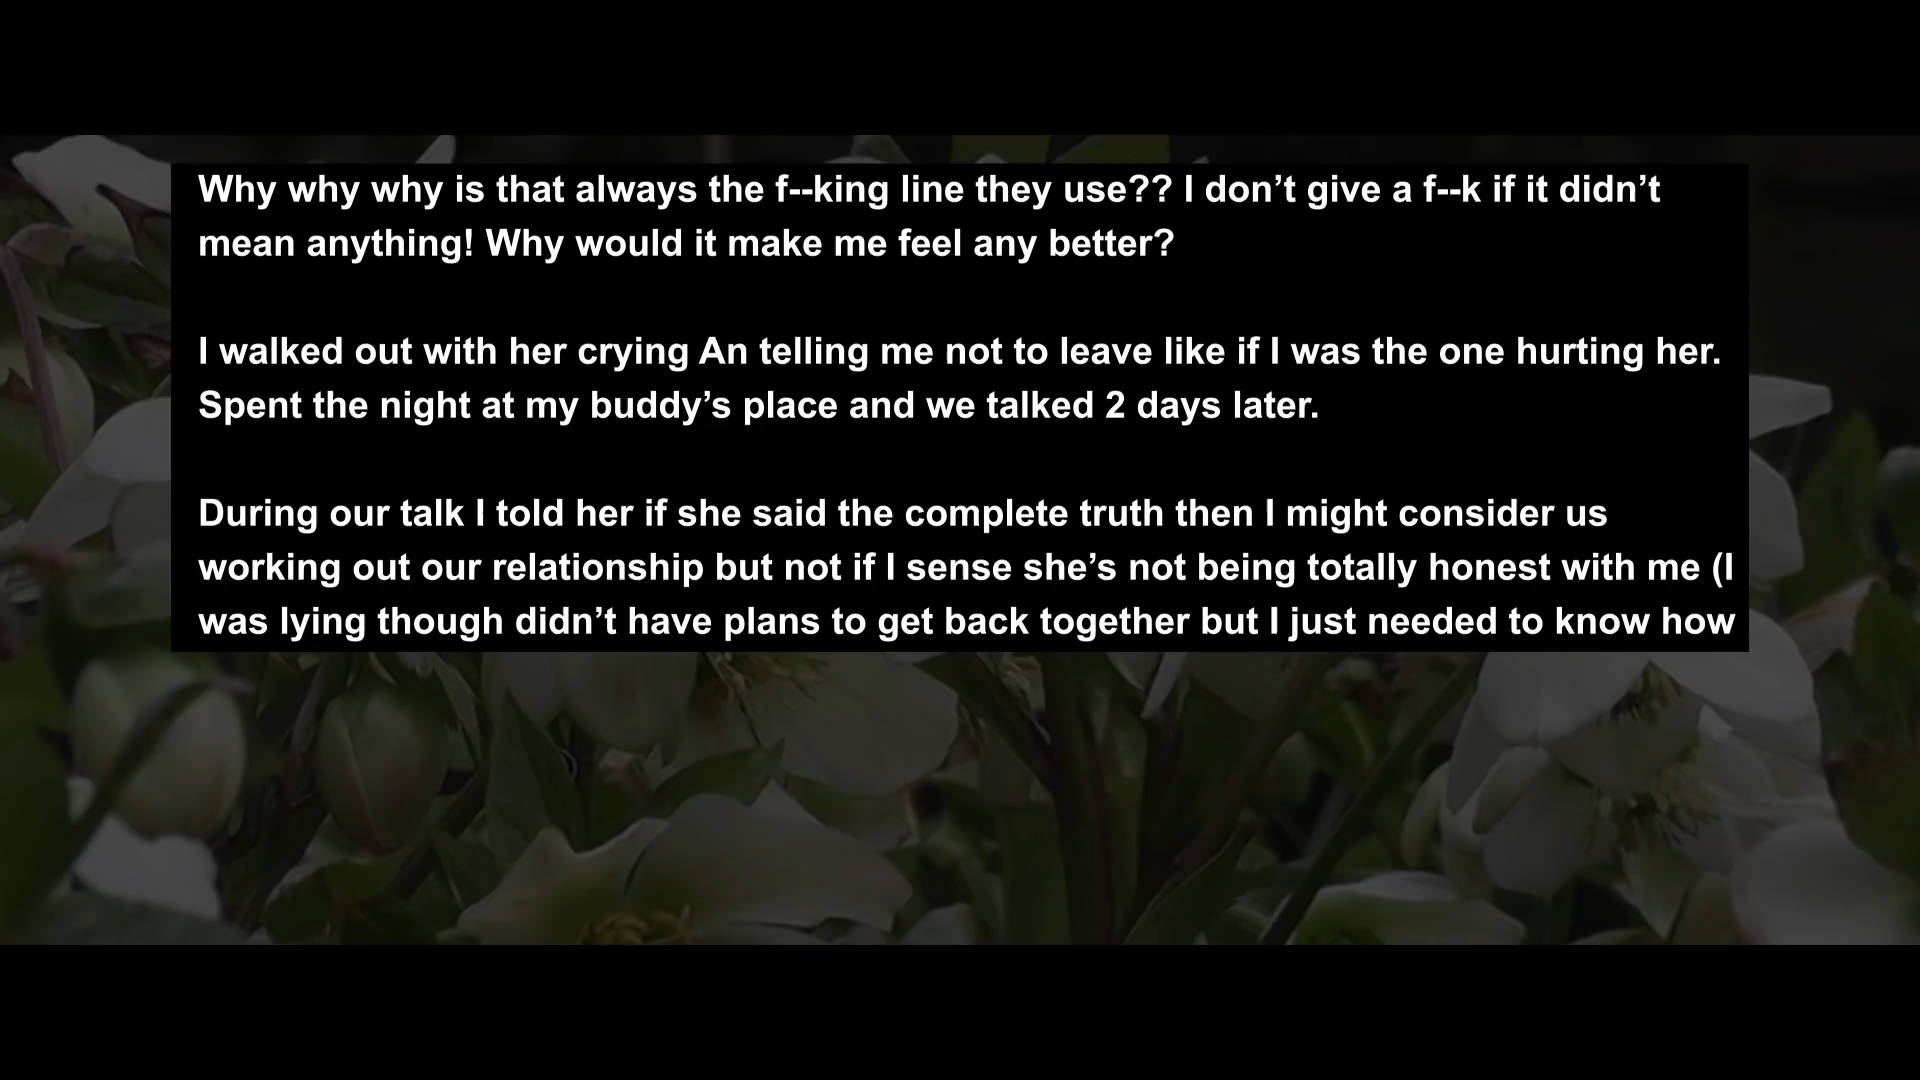 Why why why is that always the f--king line they use?? I don’t give a f--k if it didn’t
mean anything! Why would it make me feel any better?
I walked out with her crying An telling me not to leave like if I was the one hurting her.
Spent the night at my buddy’s place and we talked 2 days later.
During our talk I told her if she said the complete truth then I might consider us
working out our relationship but not if I sense she’s not being totally honest with me (I
was lying though didn’t have plans to get back together but I just needed to know how